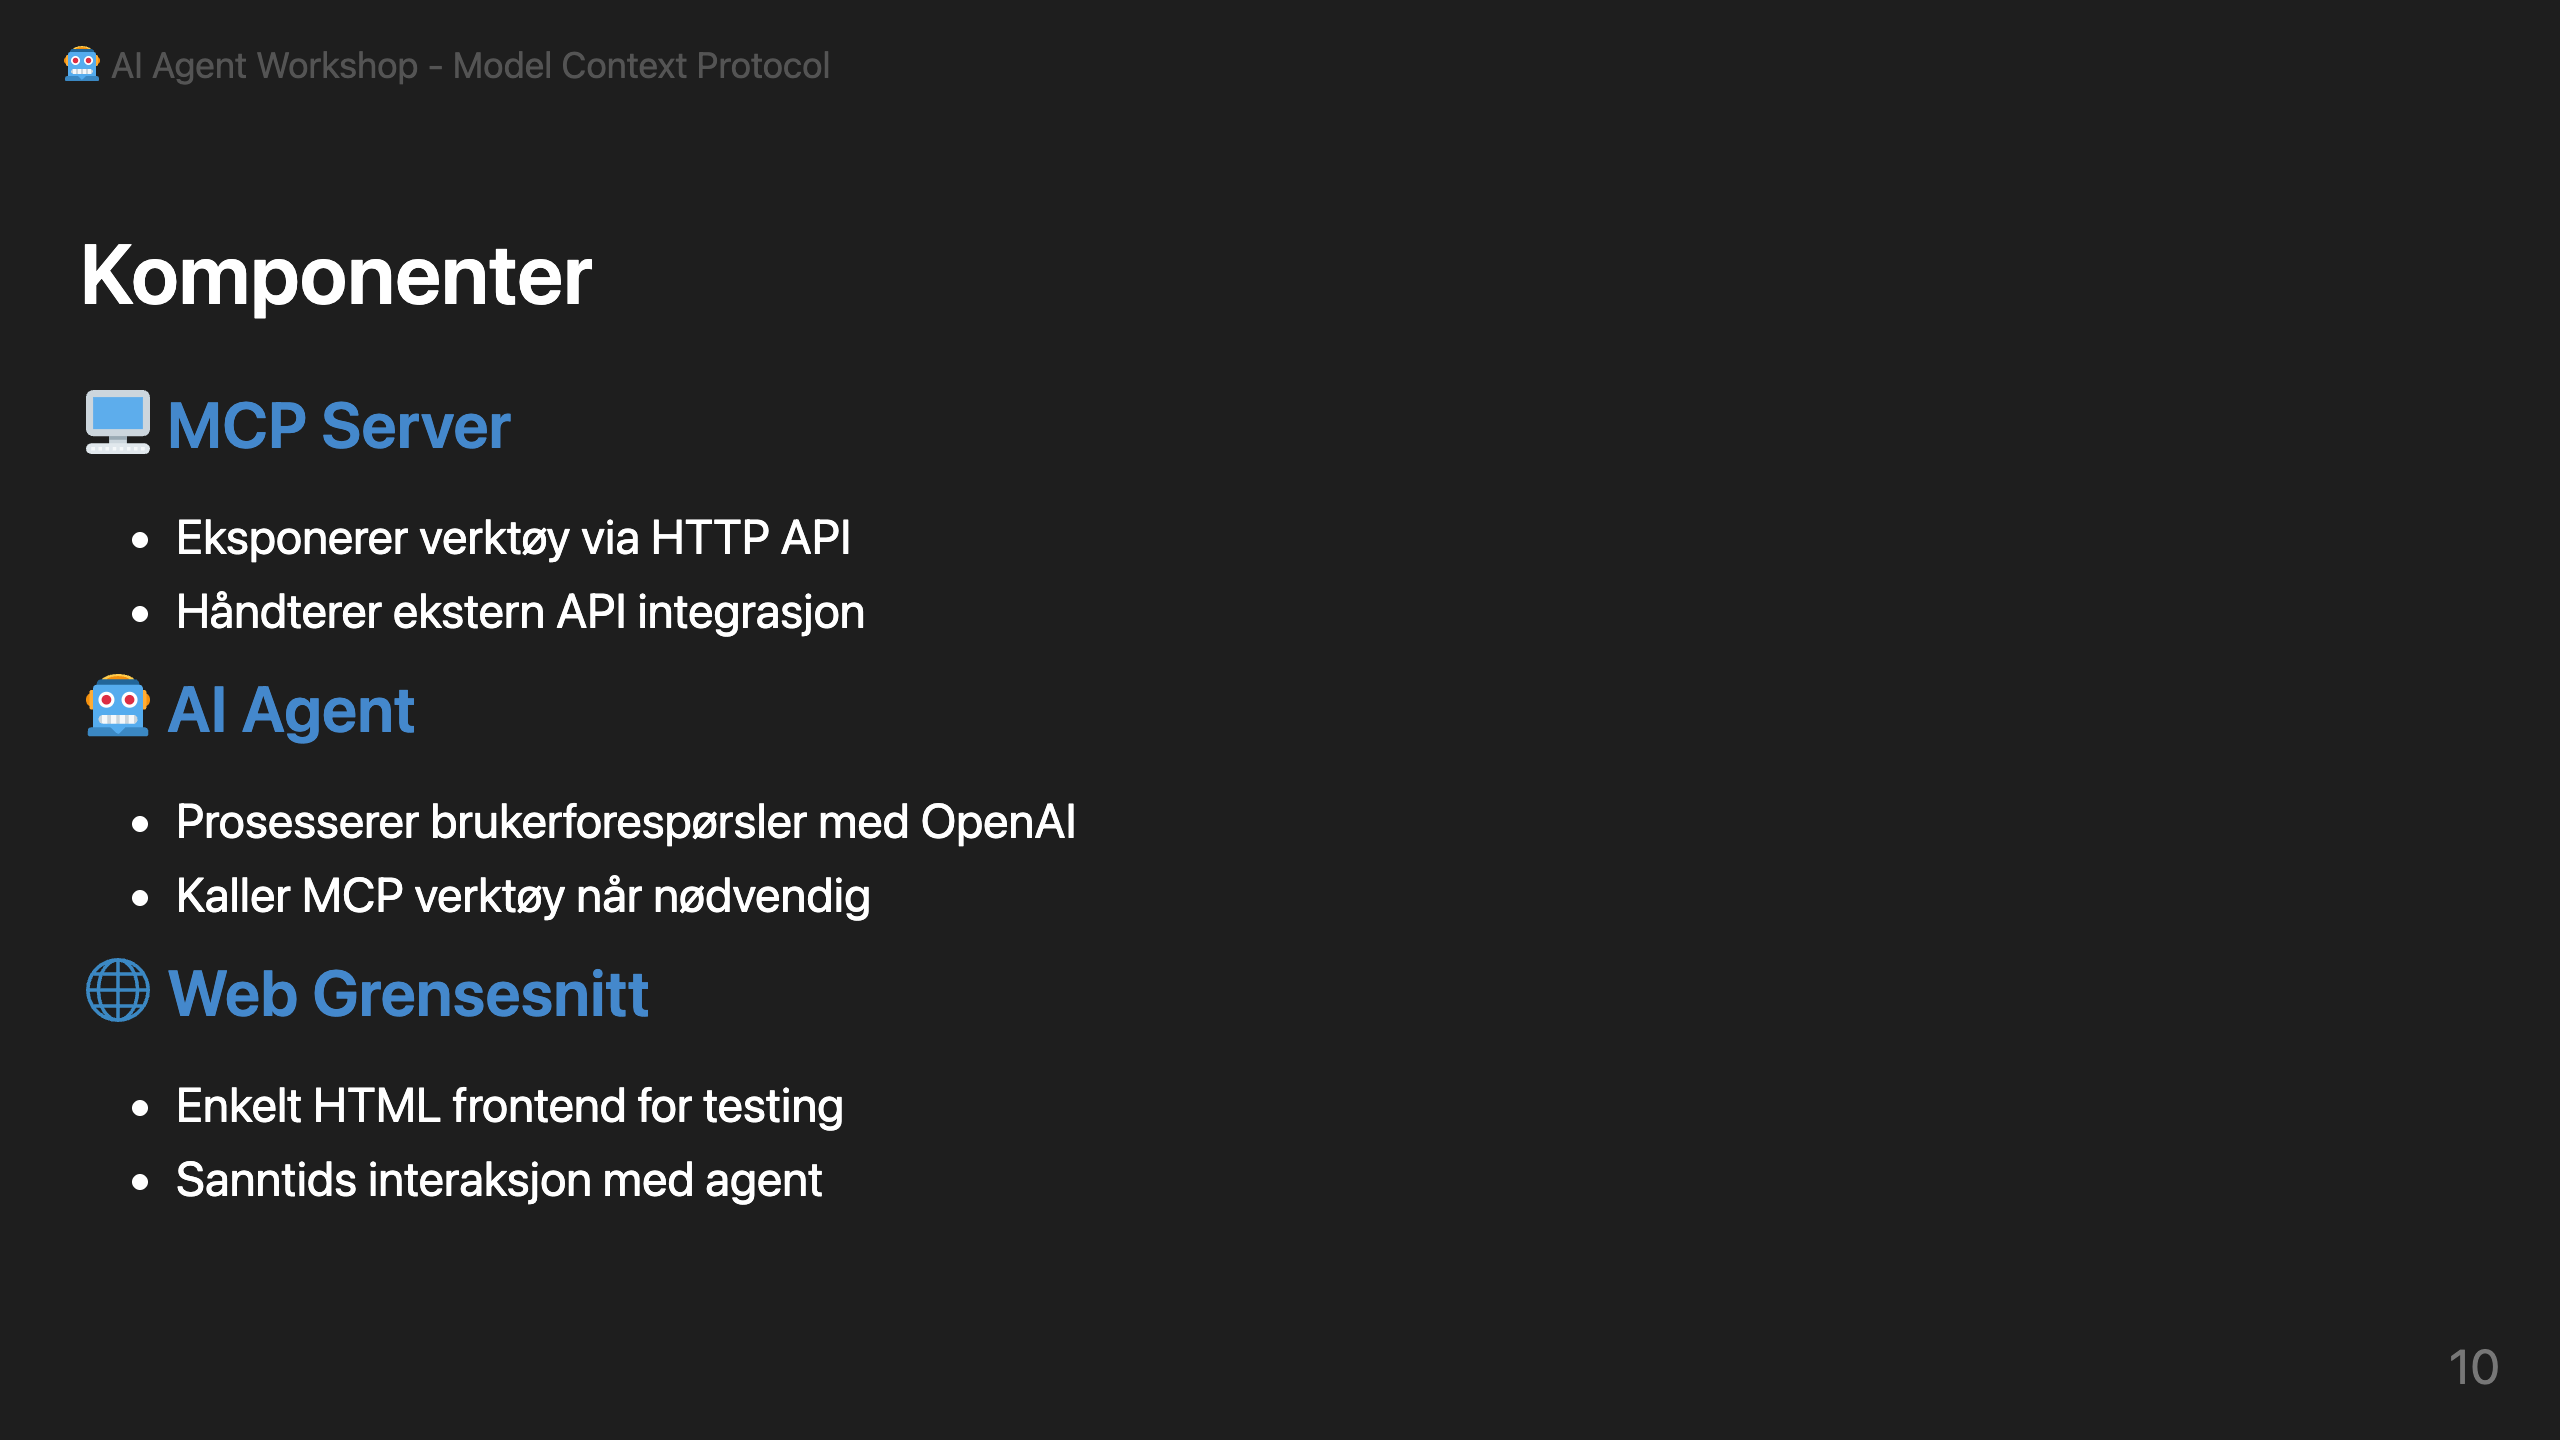 AI Agent Workshop - Model Context Protocol
Komponenter
MCP Server
• Eksponerer verktøy via HTTP API
• Håndterer ekstern API integrasjon
AI Agent
• Prosesserer brukerforespørsler med OpenAI
• Kaller MCP verktøy når nødvendig
Web Grensesnitt
• Enkelt HTML frontend for testing
• Sanntids interaksjon med agent
10